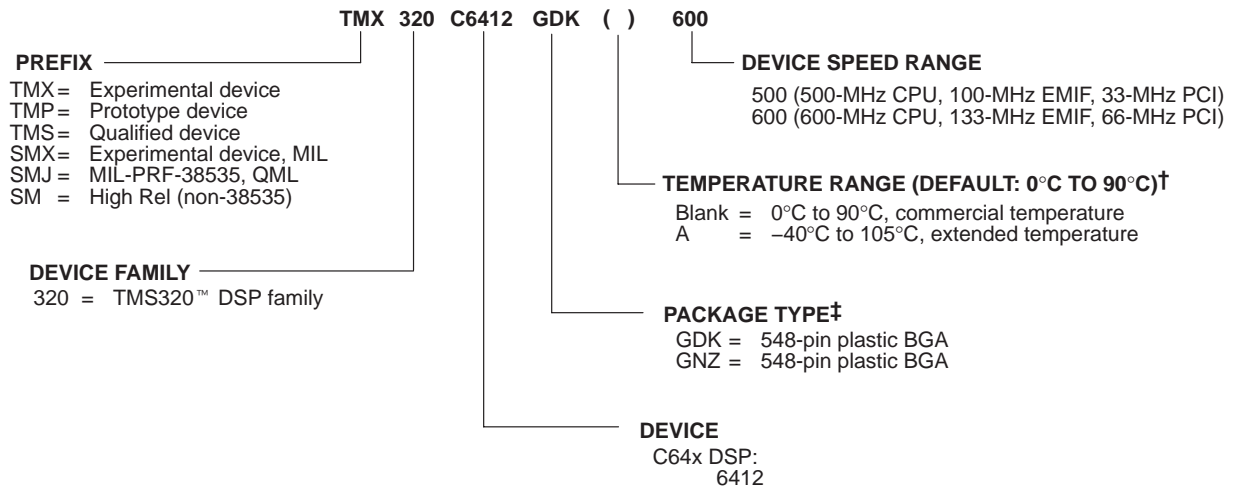 TMX 320 C6412 GDK ( ) 600
PREFIX
TMX = Experimental device
TMP = Prototype device
TMS = Qualified device
SMX = Experimental device, MIL
SMJ = MIL-PRF-38535, QML
SM = High Rel (non-38535)
DEVICE SPEED RANGE
500 (500-MHz CPU, 100-MHz EMIF, 33-MHz PCI)
600 (600-MHz CPU, 133-MHz EMIF, 66-MHz PCI)
TEMPERATURE RANGE (DEFAULT: 0°C TO 90°C)†
Blank = 0°C to 90°C, commercial temperature
A = −40°C to 105°C, extended temperature
DEVICE FAMILY
320 = TMS320™ DSP family
PACKAGE TYPE‡
GDK = 548-pin plastic BGA
GNZ = 548-pin plastic BGA
DEVICE
C64x DSP:
6412